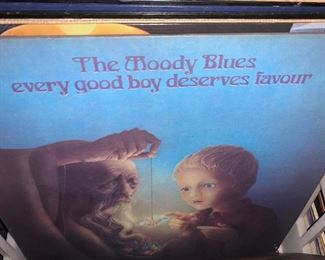 The Moody Blues
every good boy deserves favour